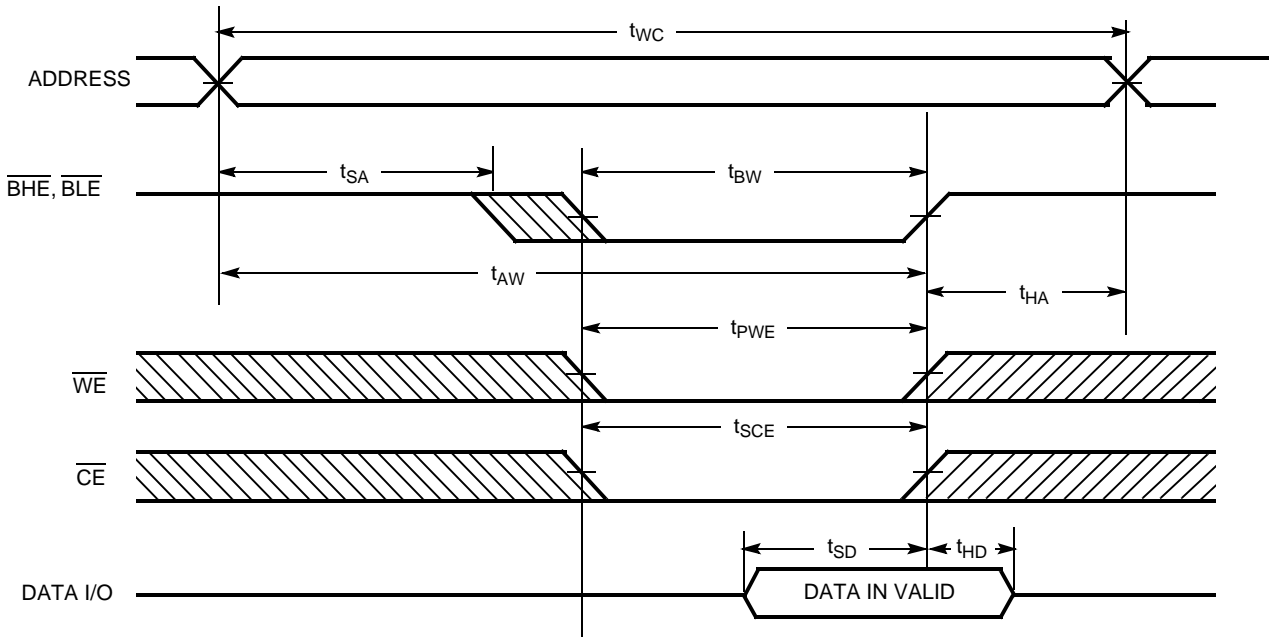 tWC
ADDRESS
tSA
tBW
BHE, BLE
tAW
tHA
tPWE
WE
tSCE
CE
tSD
tHD
DATA I/O
DATA IN VALID